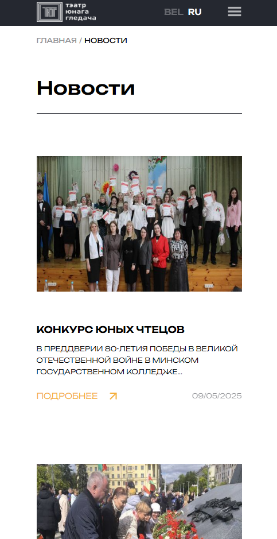 тэатр
юнага
гледача
BEL RU
ГЛАВНАЯ / НОВОСТИ
Новости
КОНКУРС ЮНЫХ ЧТЕЦОВ
В ПРЕДДВЕРИИ 80-ЛЕТИЯ ПОБЕДЫ В ВЕЛИКОЙ
ОТЕЧЕСТВЕННОЙ ВОЙНЕ В МИНСКОМ
ГОСУДАРСТВЕННОМ КОЛЛЕДЖЕ...
ПОДРОБНЕЕ
09/05/2025